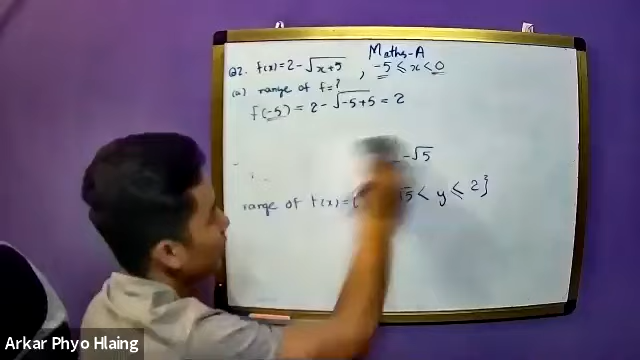 Maths-A
Q2. f(x) = 2 - √x+5 , -5 ≤ x < 0
(a) range of f = ?
f(-5) = 2 - √-5+5 = 2
-√5
range of f(x) = { √5 < y ≤ 2}
Arkar Phyo Hlaing